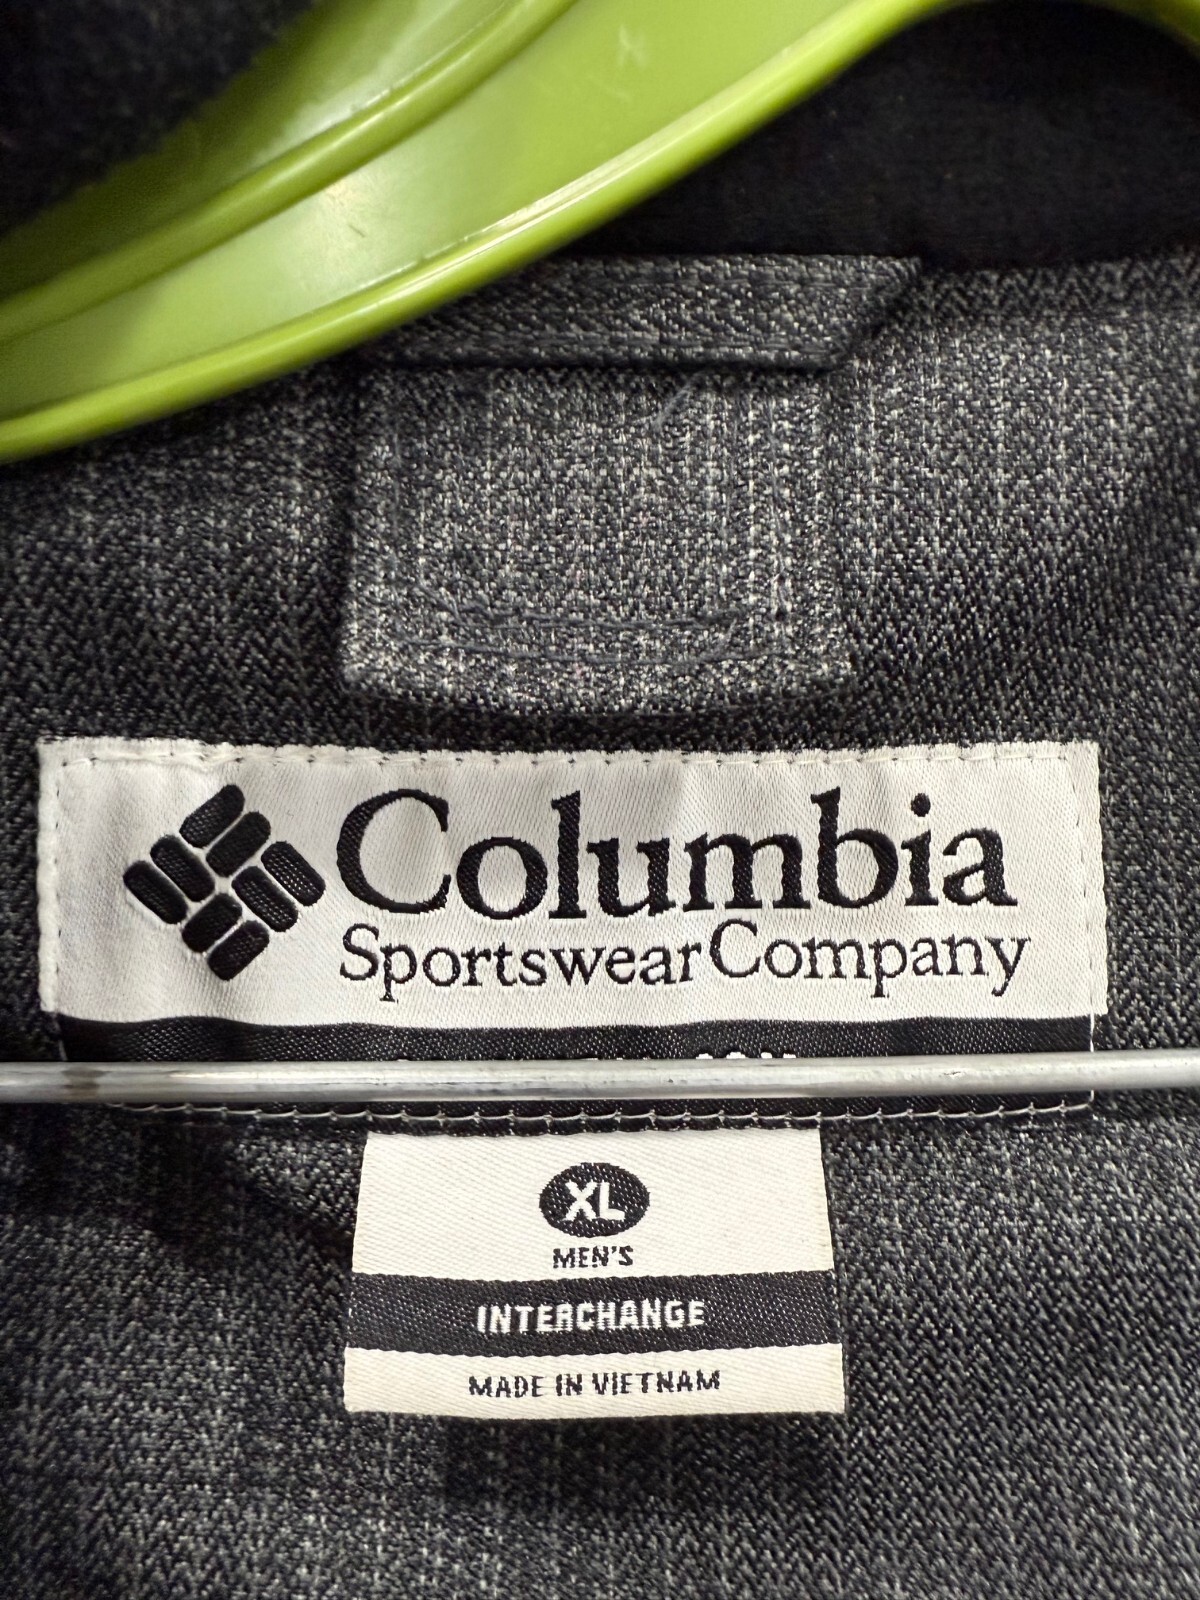 Columbia
Sportswear Company
XL
MEN'S
INTERCHANGE
MADE IN VIETNAM